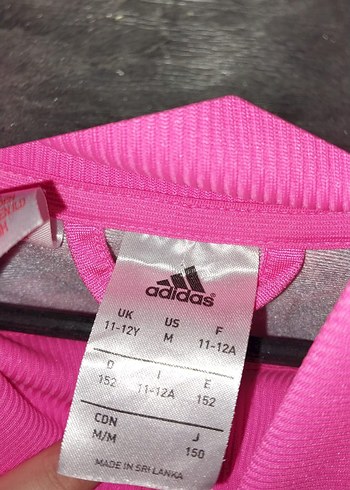 adidas®
UK US F
11-12Y M 11-12A
D I E
152 11-12A 152
CDN J
M/M 150
MADE IN SRI LANKA